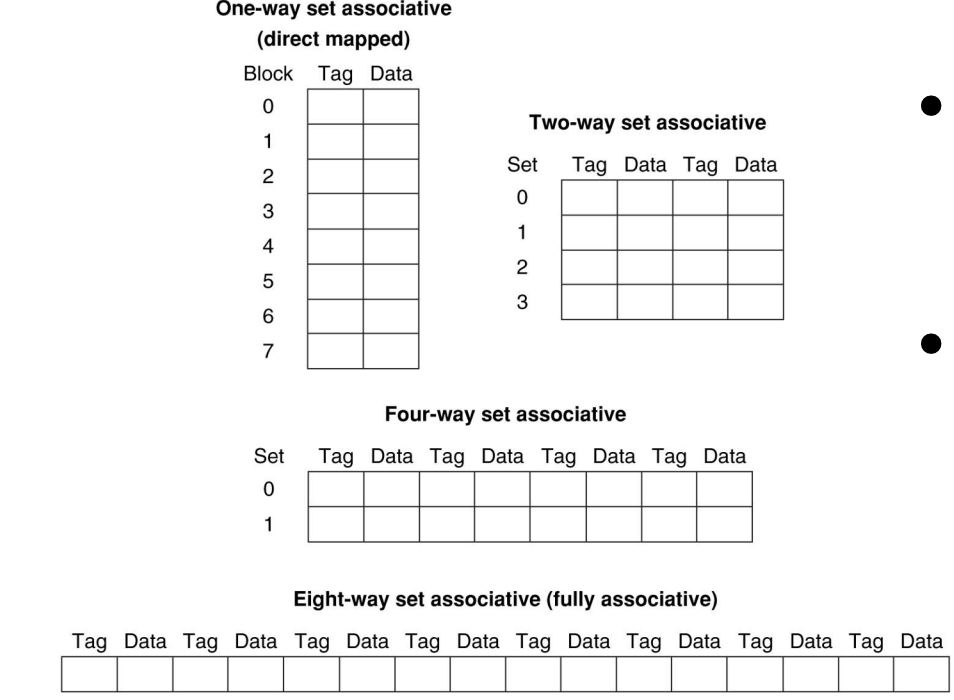 One-way set associative
(direct mapped)
Block Tag Data
0
1
2
3
4
5
6
7
Two-way set associative
Set Tag Data Tag Data
0
1
2
3
Four-way set associative
Set Tag Data Tag Data Tag Data Tag Data
0
1
Eight-way set associative (fully associative)
Tag Data Tag Data Tag Data Tag Data Tag Data Tag Data Tag Data Tag Data